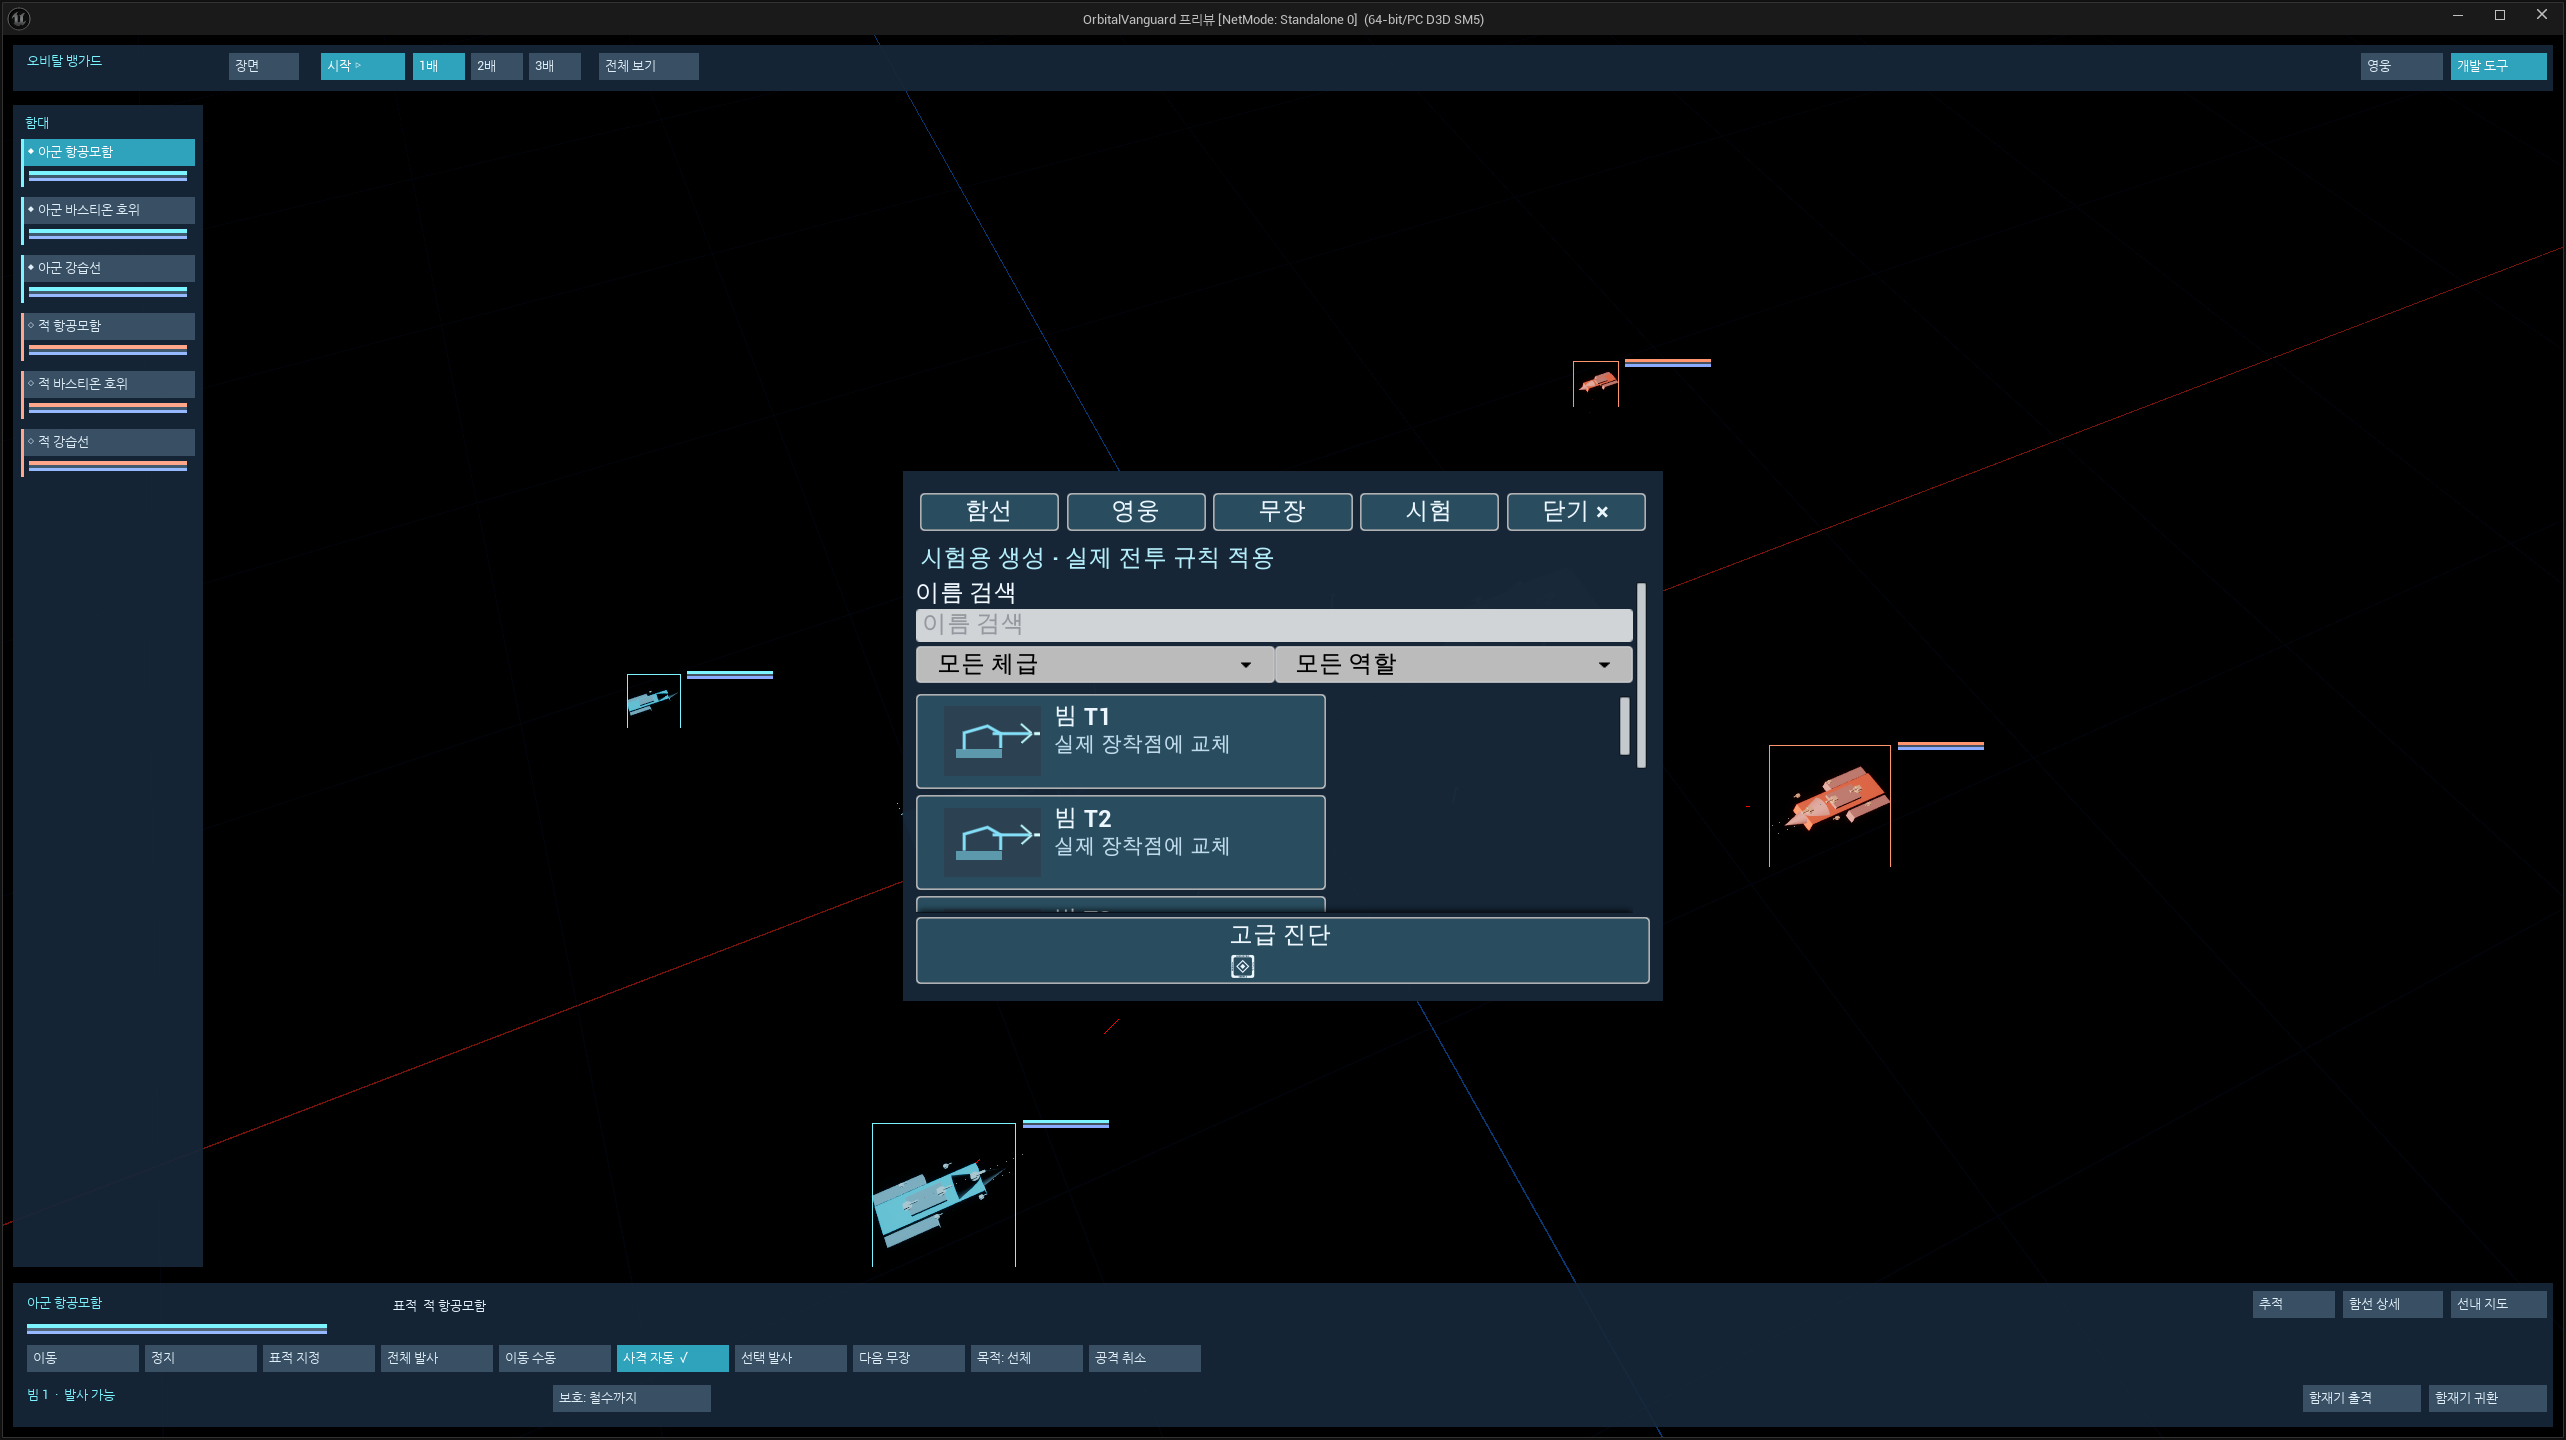 OrbitalVanguard 프리뷰 [NetMode: Standalone 0] (64-bit/PC D3D SM5)
오비탈 뱅가드
장면
시작 ▷
1배
2배
3배
전체 보기
영웅
개발 도구
함대
◆ 아군 항공모함
◆ 아군 바스티온 호위
◆ 아군 강습선
◇ 적 항공모함
◇ 적 바스티온 호위
◇ 적 강습선
함선
영웅
무장
시험
닫기 ×
시험용 생성 · 실제 전투 규칙 적용
이름 검색
이름 검색
모든 체급
모든 역할
빔 T1
실제 장착점에 교체
빔 T2
실제 장착점에 교체
고급 진단
아군 항공모함
표적 적 항공모함
추적
함선 상세
선내 지도
이동
정지
표적 지정
전체 발사
이동 수동
사격 자동 √
선택 발사
다음 무장
목적: 선체
공격 취소
빔 1 · 발사 가능
보호: 철수까지
함재기 출격
함재기 귀환